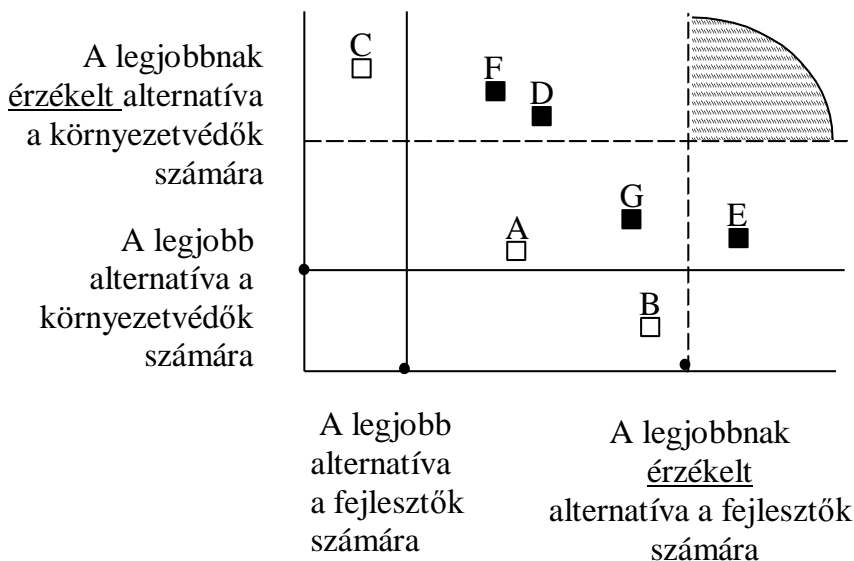 A legjobbnak
érzékelt alternatíva
a környezetvédők
számára
A legjobb
alternatíva a
környezetvédők
számára
C
F
D
G
E
A
B
A legjobb
alternatíva
a fejlesztők
számára
A legjobbnak
érzékelt
alternatíva a fejlesztők
számára